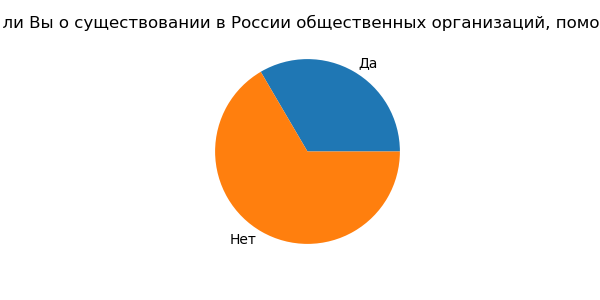 ли Вы о существовании в России общественных организаций, помо
Да
Нет